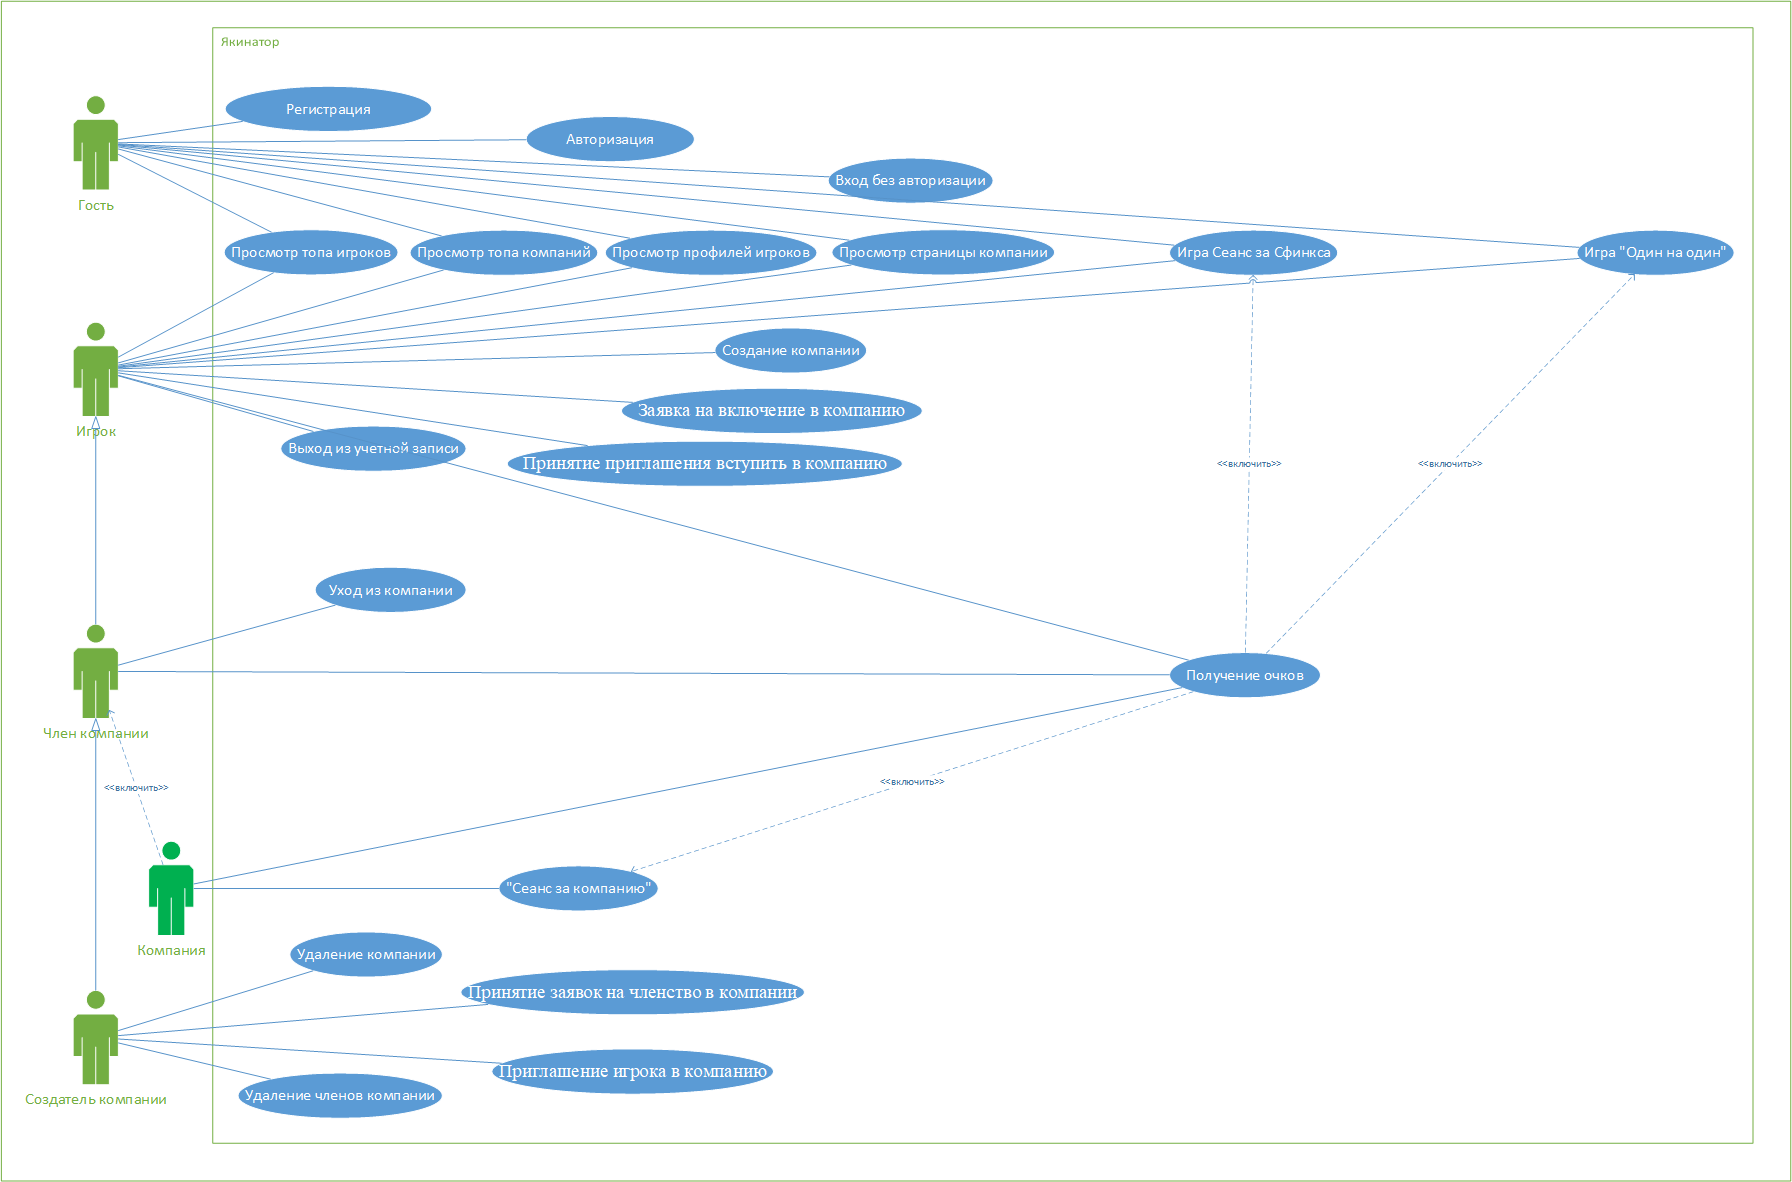 Якинатор
Регистрация
Авторизация
Вход без авторизации
Гость
Просмотр топа игроков
Просмотр топа компаний
Просмотр профилей игроков
Просмотр страницы компании
Игра Сеанс за Сфинкса
Игра "Один на один"
Создание компании
Заявка на включение в компанию
Игрок
Выход из учетной записи
Принятие приглашения вступить в компанию
<<включить>>
<<включить>>
Уход из компании
Получение очков
Член компании
<<включить>>
<<включить>>
"Сеанс за компанию"
Компания
Удаление компании
Принятие заявок на членство в компании
Приглашение игрока в компанию
Удаление членов компании
Создатель компании